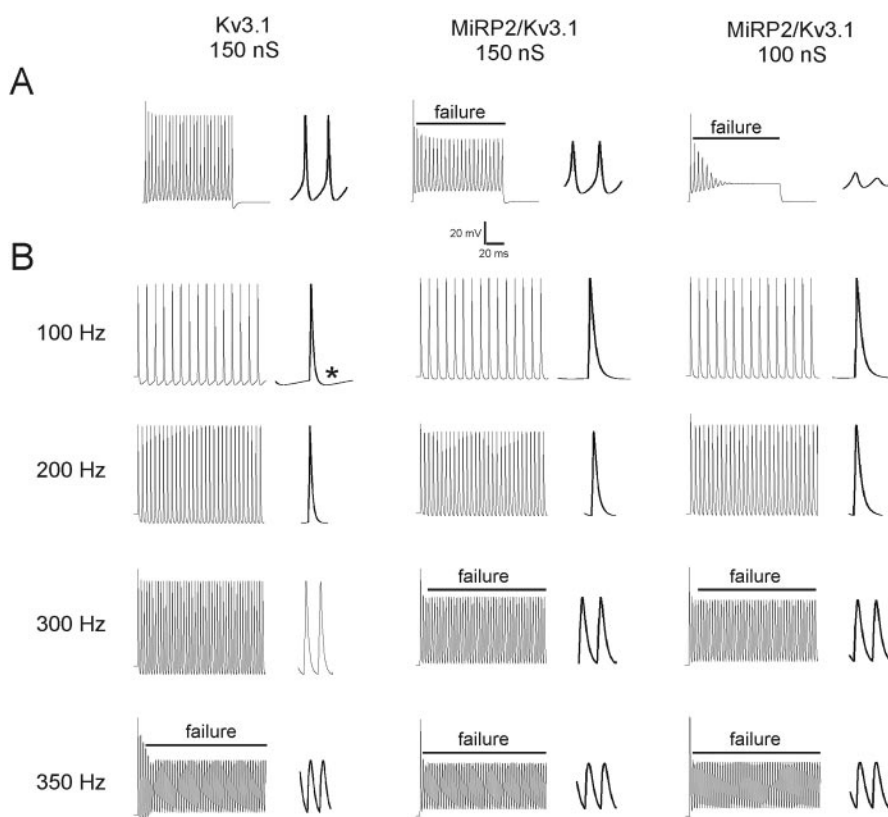 Kv3.1 MiRP2/Kv3.1 MiRP2/Kv3.1
150 nS 150 nS 100 nS
A
failure failure
20 mV
20 ms
B
100 Hz
*
200 Hz
failure failure
300 Hz
failure failure failure
350 Hz